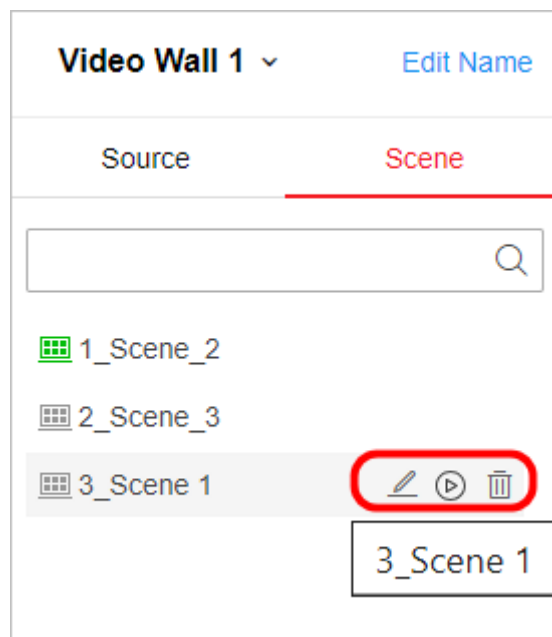 Video Wall 1 Edit Name
Source Scene
1_Scene_2
2_Scene_3
3_Scene 1
3_Scene 1